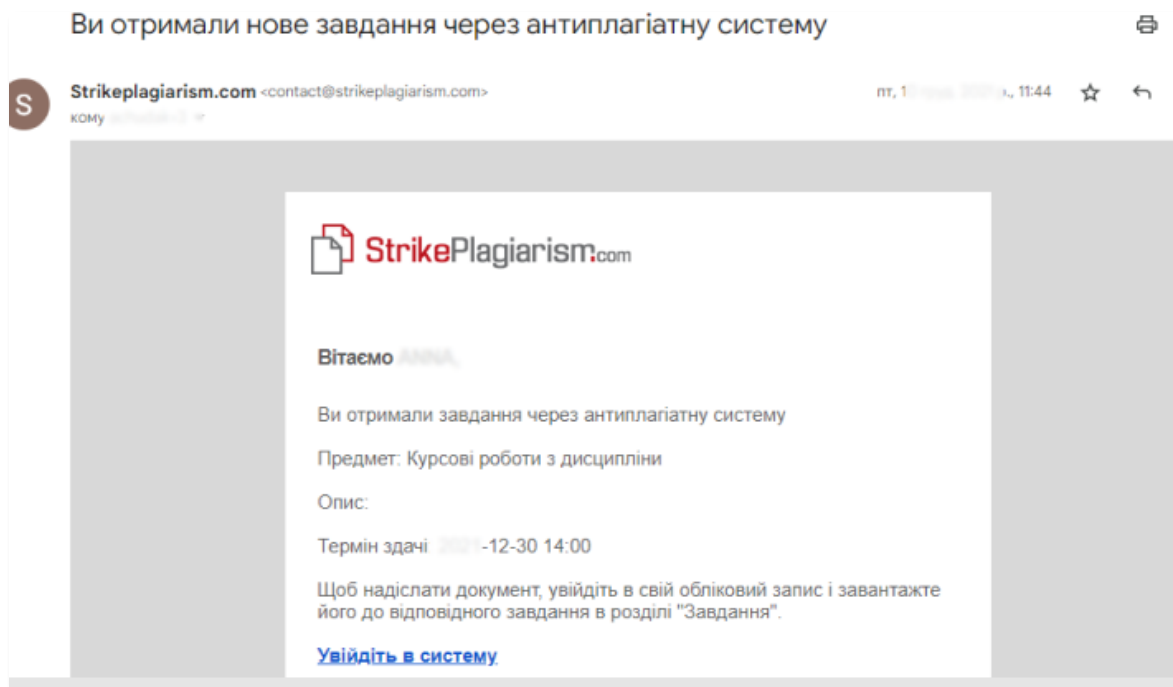 Ви отримали нове завдання через антиплагіатну систему
S
Strikeplagiarism.com <contact@strikeplagiarism.com>
пт, 1 ., 11:44
кому
StrikePlagiarism.com
Вітаємо ANNA,
Ви отримали завдання через антиплагіатну систему
Предмет: Курсові роботи з дисципліни
Опис:
Термін здачі 2021-12-30 14:00
Щоб надіслати документ, увійдіть в свій обліковий запис і завантажте
його до відповідного завдання в розділі "Завдання".
Увійдіть в систему